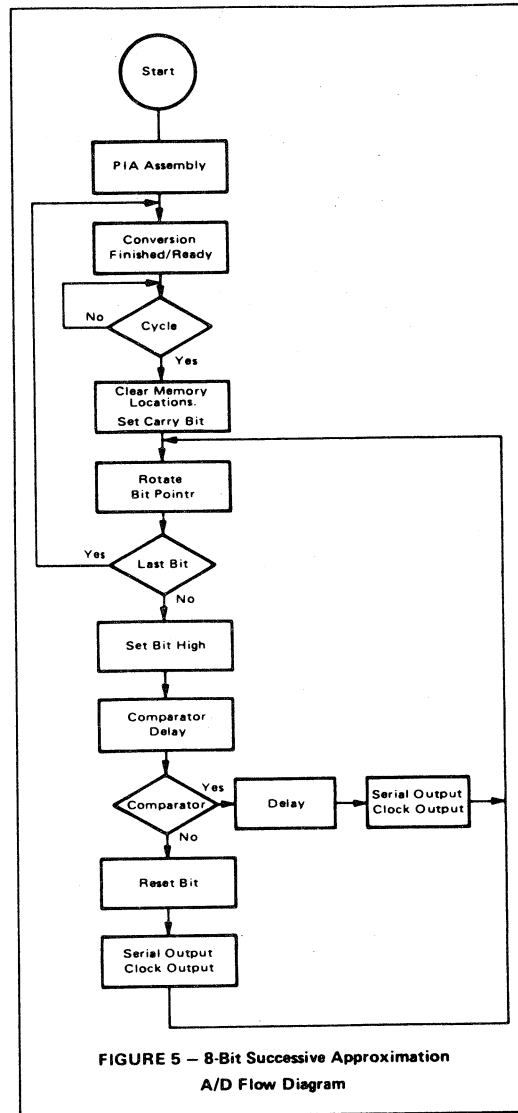 Start
PIA Assembly
Conversion
Finished/Ready
No
Cycle
Yes
Clear Memory
Locations.
Set Carry Bit
Rotate
Bit Pointr
Yes
Last Bit
No
Set Bit High
Comparator
Delay
Comparator
Yes
Delay
Serial Output
Clock Output
No
Reset Bit
Serial Output
Clock Output
FIGURE 5 – 8-Bit Successive Approximation
A/D Flow Diagram